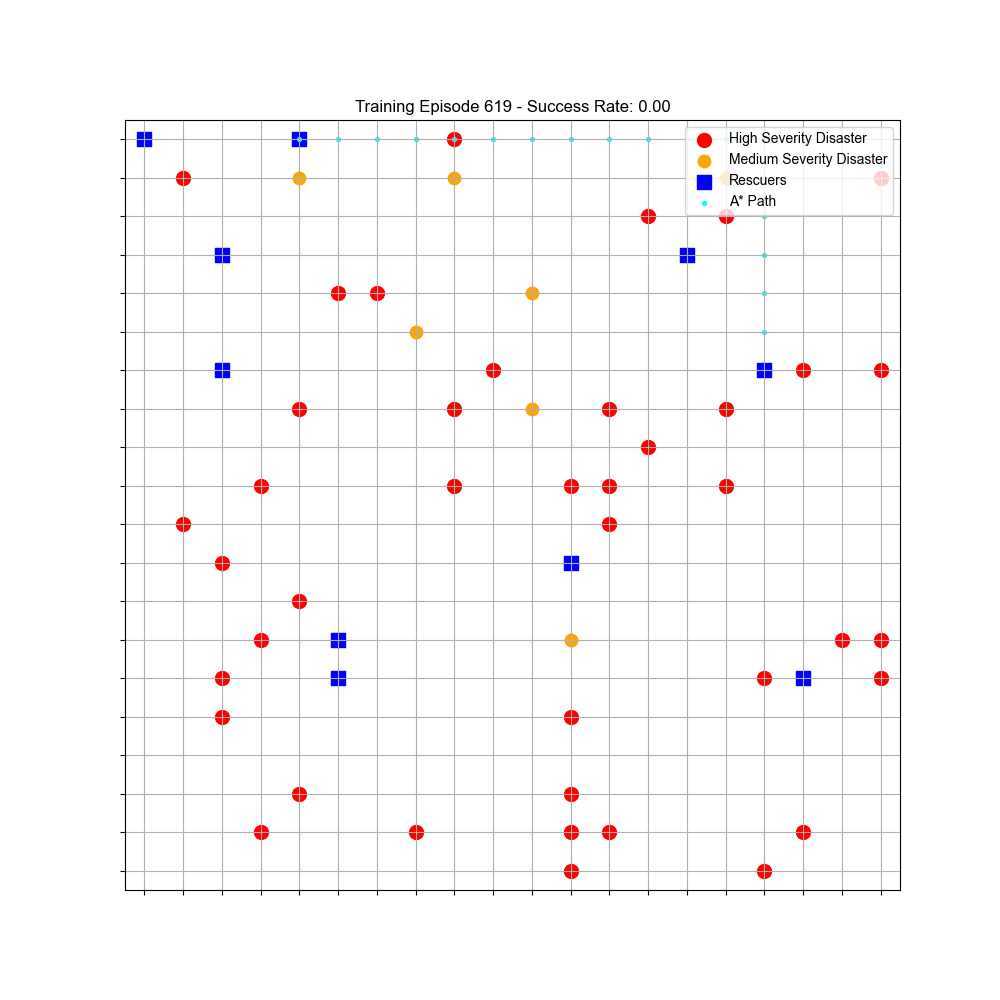 Training Episode 619 - Success Rate: 0.00
High Severity Disaster
Medium Severity Disaster
Rescuers
A* Path